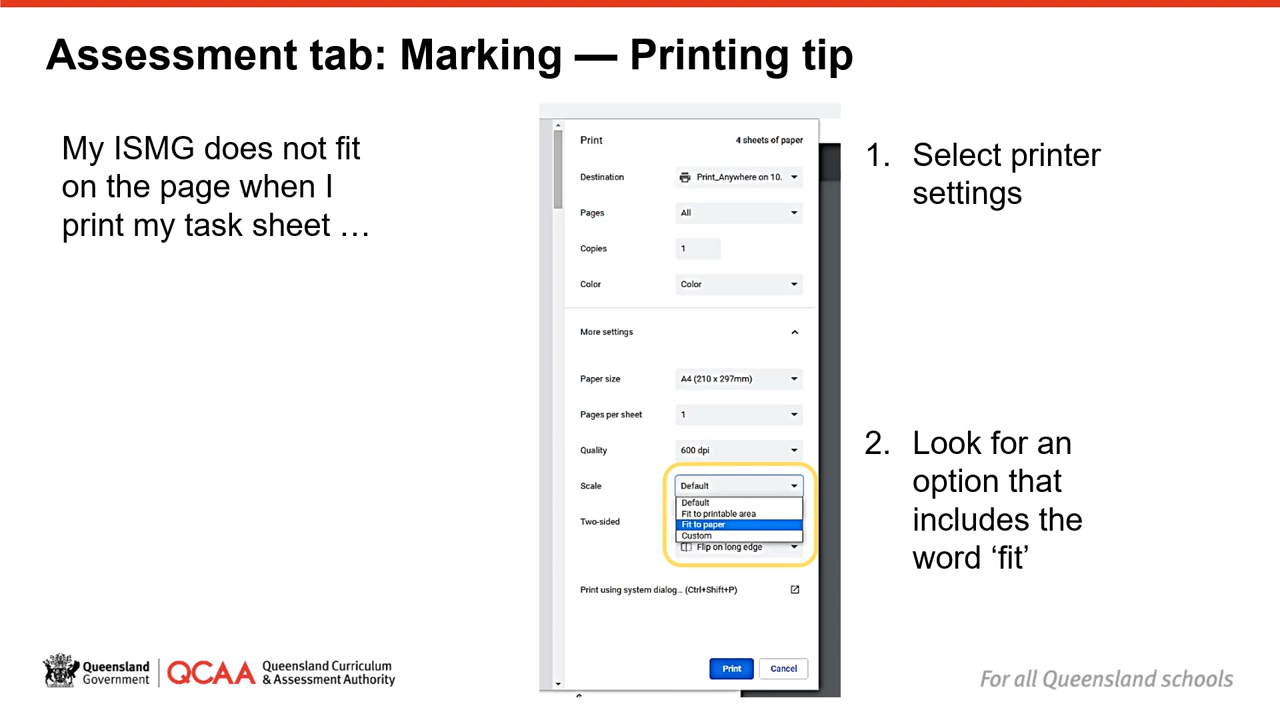 Assessment tab: Marking — Printing tip
My ISMG does not fit
on the page when I
print my task sheet …
Print
4 sheets of paper
Destination
Print_Anywhere on 10.
Pages
All
Copies
1
Color
Color
More settings
Paper size
A4 (210 x 297mm)
Pages per sheet
1
Quality
600 dpi
Scale
Default
Default
Fit to printable area
Fit to paper
Custom
Two-sided
Flip on long edge
Print using system dialog... (Ctrl+Shift+P)
Print
Cancel
1. Select printer
settings
2. Look for an
option that
includes the
word ‘fit’
Queensland
Government
QCAA
Queensland Curriculum
& Assessment Authority
For all Queensland schools